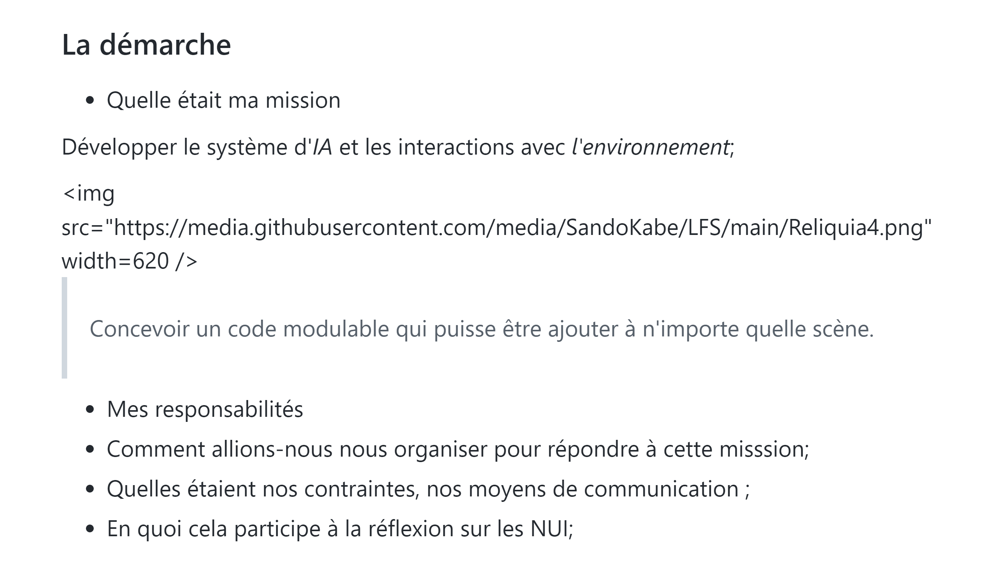 La démarche
• Quelle était ma mission
Développer le système d'IA et les interactions avec l'environnement;
<img
src="https://media.githubusercontent.com/media/SandoKabe/LFS/main/Reliquia4.png"
width=620 />
Concevoir un code modulable qui puisse être ajouter à n'importe quelle scène.
• Mes responsabilités
• Comment allions-nous nous organiser pour répondre à cette misssion;
• Quelles étaient nos contraintes, nos moyens de communication ;
• En quoi cela participe à la réflexion sur les NUI;